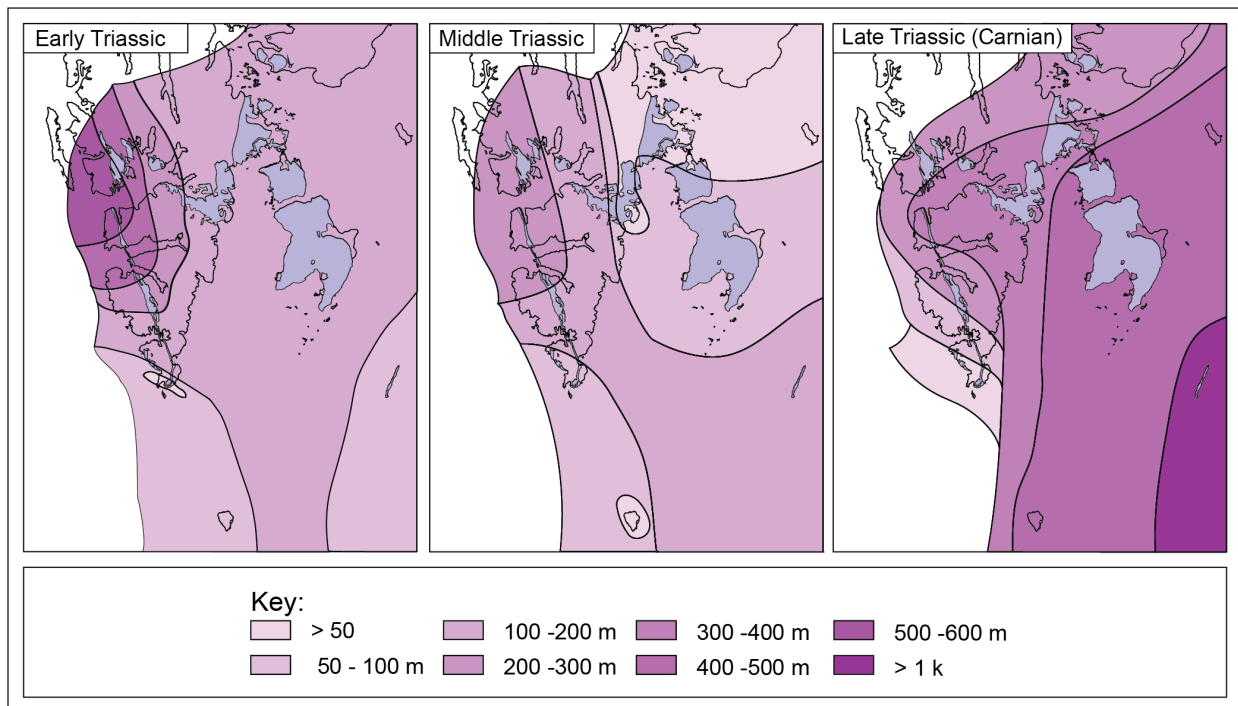 Early Triassic
Middle Triassic
Late Triassic (Carnian)
Key:
> 50
100 -200 m
300 -400 m
500 -600 m
50 - 100 m
200 -300 m
400 -500 m
> 1 k